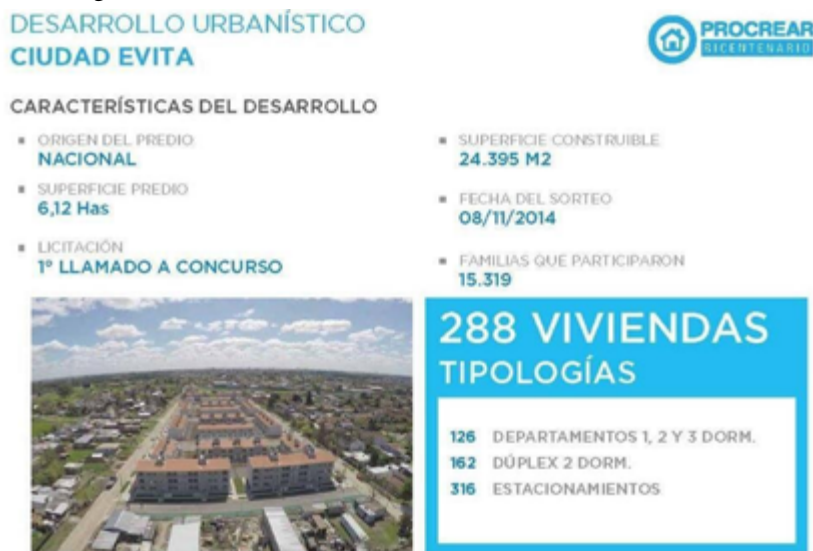 DESARROLLO URBANÍSTICO
CIUDAD EVITA
PROCREAR
BICENTENARIO
CARACTERÍSTICAS DEL DESARROLLO
ORIGEN DEL PREDIO
NACIONAL
SUPERFICIE PREDIO
6,12 Has
LICITACIÓN
1º LLAMADO A CONCURSO
SUPERFICIE CONSTRUIBLE
24.395 M2
FECHA DEL SORTEO
08/11/2014
FAMILIAS QUE PARTICIPARON
15.319
288 VIVIENDAS
TIPOLOGÍAS
126 DEPARTAMENTOS 1, 2 Y 3 DORM.
162 DÚPLEX 2 DORM.
316 ESTACIONAMIENTOS